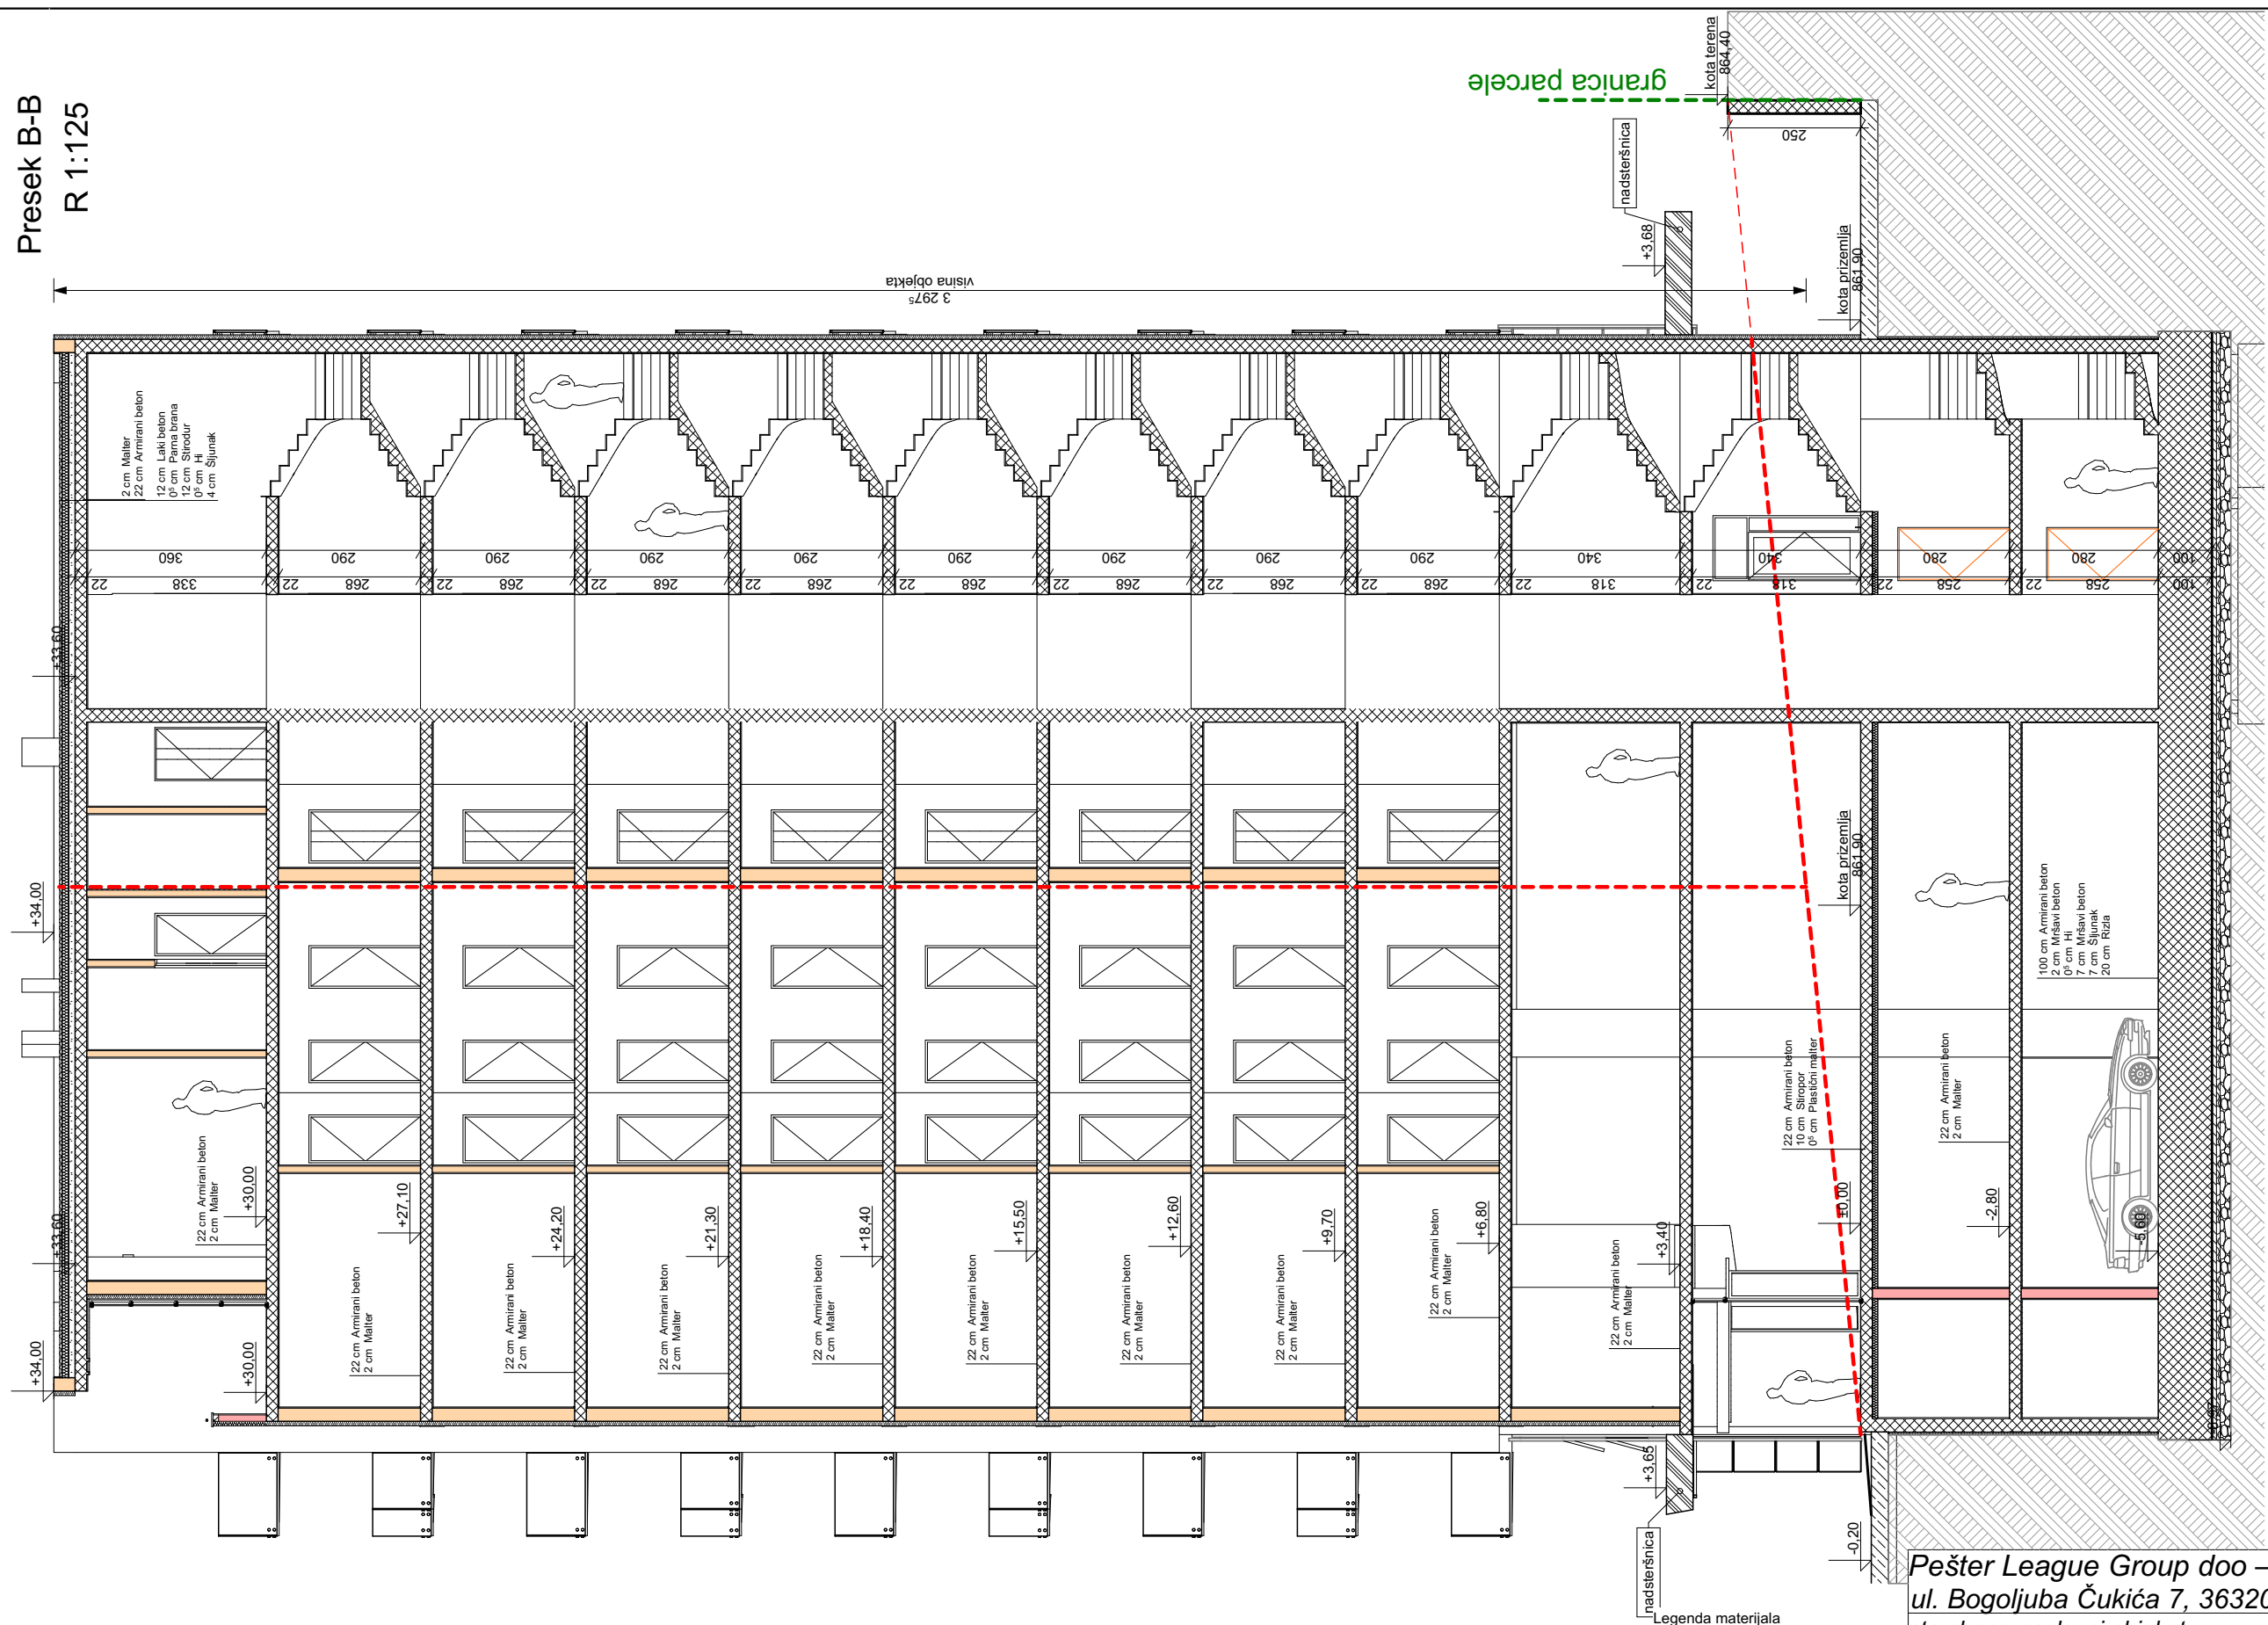 Presek B-B
R 1:125
granica parcele
kota terena
864,40
250
nadsteršnica
+3,68
kota prizemlja
861,90
visina objekta
3 297⁵
2 cm Malter
22 cm Armirani beton
12 cm Laki beton
0⁵ cm Parna brana
12 cm Stirodur
0⁵ cm Hi
4 cm Šljunak
360
290
290
290
290
290
290
290
290
340
340
280
280
100
22
338
22
268
22
268
22
268
22
268
22
268
22
268
22
268
22
268
22
318
22
318
22
258
22
258
100
+33,60
+34,00
kota prizemlja
861,90
100 cm Armirani beton
2 cm Mršavi beton
0⁵ cm Hi
7 cm Mršavi beton
7 cm Šljunak
20 cm Rizla
22 cm Armirani beton
10 cm Stiropor
0⁵ cm Plastični malter
22 cm Armirani beton
2 cm Malter
22 cm Armirani beton
2 cm Malter
+33,60
+30,00
+27,10
+24,20
+21,30
+18,40
+15,50
+12,60
+9,70
+6,80
+3,40
±0,00
-2,80
-5,60
22 cm Armirani beton
2 cm Malter
22 cm Armirani beton
2 cm Malter
22 cm Armirani beton
2 cm Malter
22 cm Armirani beton
2 cm Malter
22 cm Armirani beton
2 cm Malter
22 cm Armirani beton
2 cm Malter
22 cm Armirani beton
2 cm Malter
22 cm Armirani beton
2 cm Malter
22 cm Armirani beton
2 cm Malter
+34,00
+30,00
+3,65
nadsteršnica
-0,20
Legenda materijala
Pešter League Group doo –
ul. Bogoljuba Čukića 7, 36320